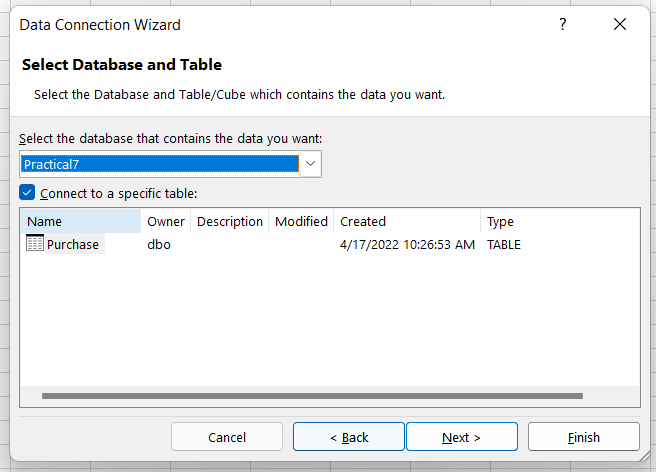 Data Connection Wizard ?
Select Database and Table
Select the Database and Table/Cube which contains the data you want.
Select the database that contains the data you want:
Practical7
Connect to a specific table:
Name Owner Description Modified Created Type
Purchase dbo 4/17/2022 10:26:53 AM TABLE
Cancel < Back Next > Finish